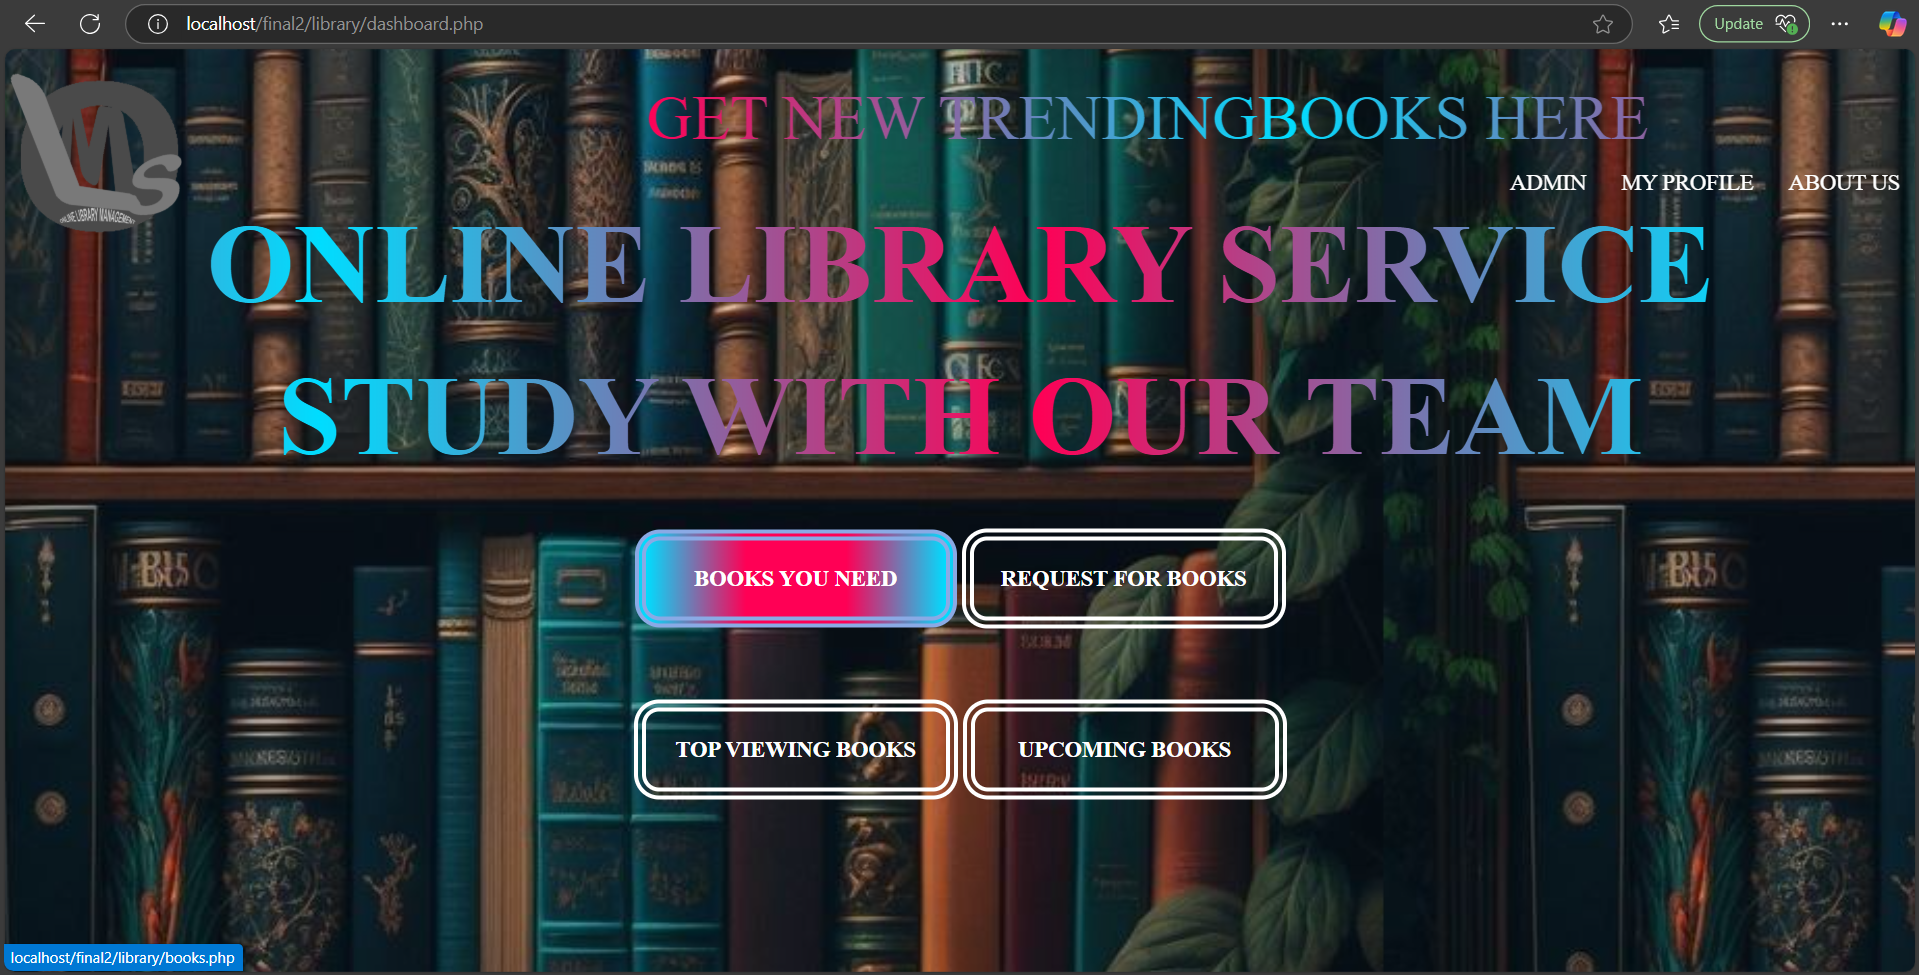 localhost/final2/library/dashboard.php
Update
GET NEW TRENDINGBOOKS HERE
LMS
ONLINE LIBRARY MANAGEMENT
ADMIN MY PROFILE ABOUT US
ONLINE LIBRARY SERVICE
STUDY WITH OUR TEAM
BOOKS YOU NEED REQUEST FOR BOOKS
TOP VIEWING BOOKS UPCOMING BOOKS
localhost/final2/library/books.php